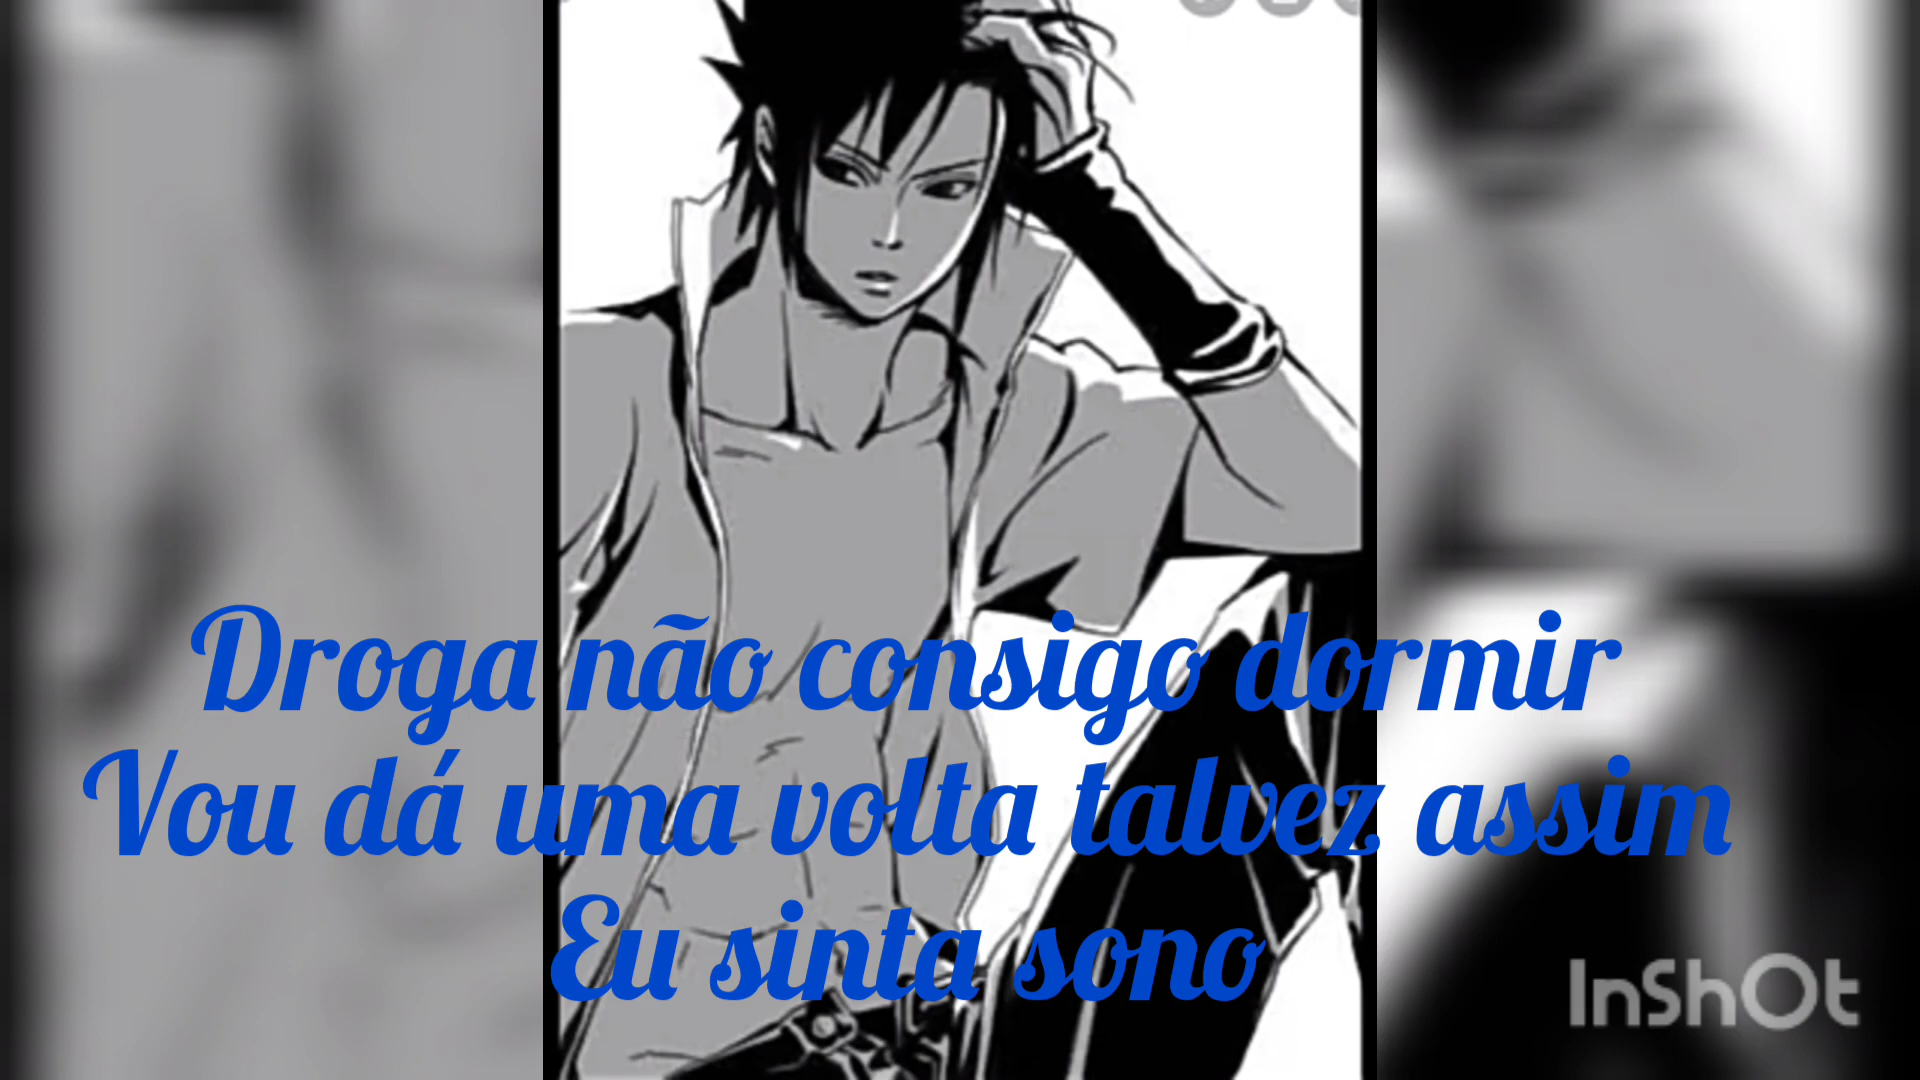 Droga não consigo dormir
Vou dá uma volta talvez assim
Eu sinta sono
InShOt